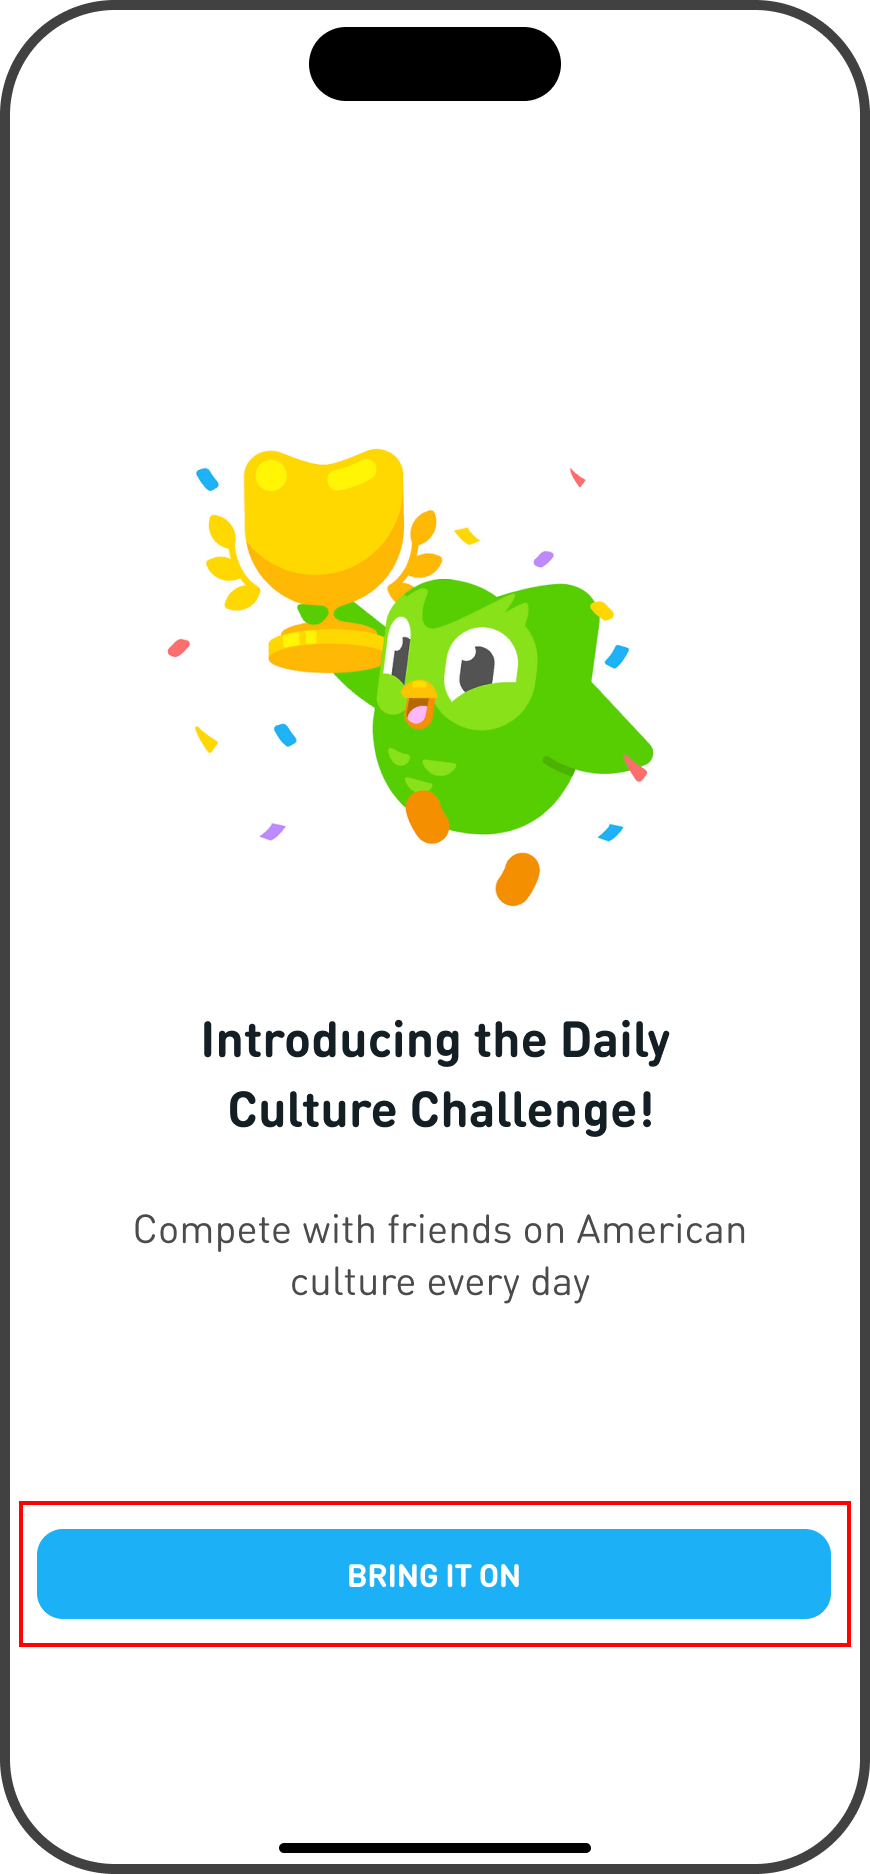 Introducing the Daily
Culture Challenge!
Compete with friends on American
culture every day
BRING IT ON